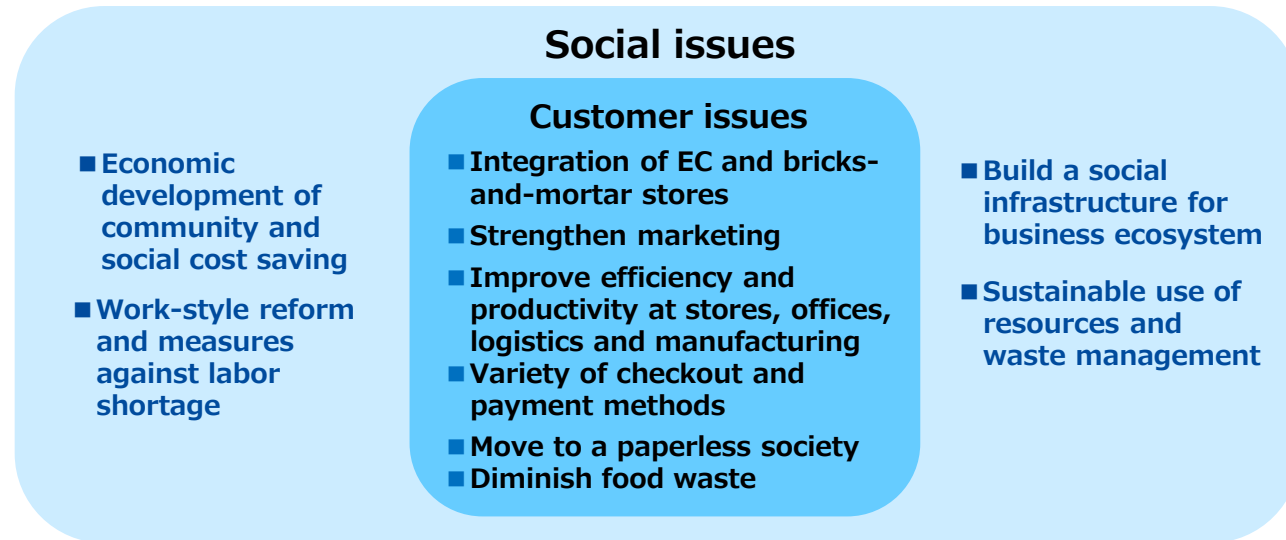 Social issues
■Economic
development of
community and
social cost saving
■Work-style reform
and measures
against labor
shortage
Customer issues
■Integration of EC and bricks-
and-mortar stores
■Strengthen marketing
■Improve efficiency and
productivity at stores, offices,
logistics and manufacturing
■Variety of checkout and
payment methods
■Move to a paperless society
■Diminish food waste
■Build a social
infrastructure for
business ecosystem
■Sustainable use of
resources and
waste management